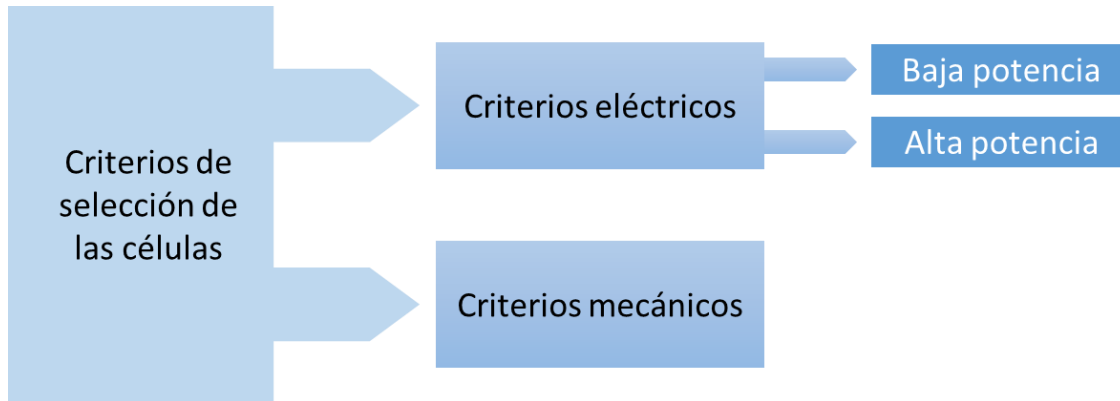 Criterios de
selección de
las células
Criterios eléctricos
Baja potencia
Alta potencia
Criterios mecánicos